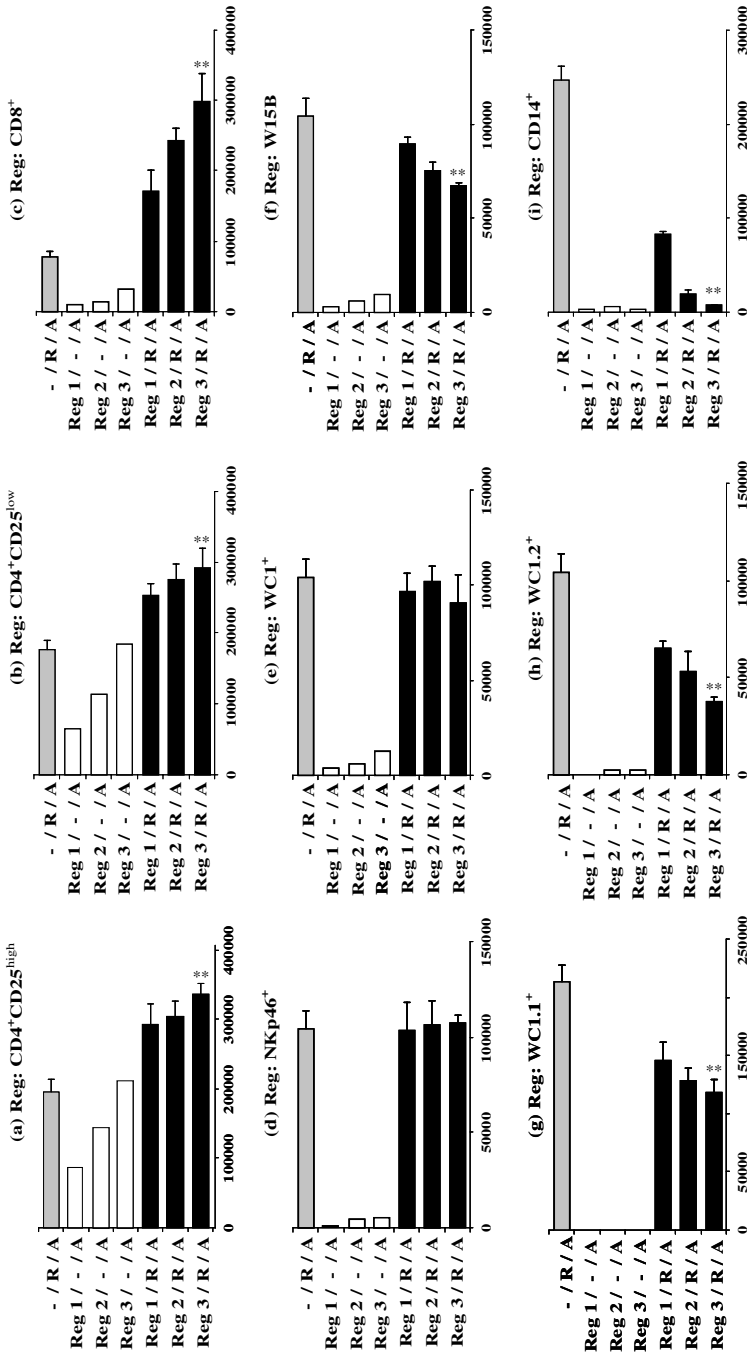 (a) Reg: CD4+CD25high
- / R / A
Reg 1 / - / A
Reg 2 / - / A
Reg 3 / - / A
Reg 1 / R / A
Reg 2 / R / A
Reg 3 / R / A
**
0 100000 200000 300000 400000
(b) Reg: CD4+CD25low
- / R / A
Reg 1 / - / A
Reg 2 / - / A
Reg 3 / - / A
Reg 1 / R / A
Reg 2 / R / A
Reg 3 / R / A
**
0 100000 200000 300000 400000
(c) Reg: CD8+
- / R / A
Reg 1 / - / A
Reg 2 / - / A
Reg 3 / - / A
Reg 1 / R / A
Reg 2 / R / A
Reg 3 / R / A
**
0 100000 200000 300000 400000
(d) Reg: NKp46+
- / R / A
Reg 1 / - / A
Reg 2 / - / A
Reg 3 / - / A
Reg 1 / R / A
Reg 2 / R / A
Reg 3 / R / A
0 50000 100000 150000
(e) Reg: WC1+
- / R / A
Reg 1 / - / A
Reg 2 / - / A
Reg 3 / - / A
Reg 1 / R / A
Reg 2 / R / A
Reg 3 / R / A
0 50000 100000 150000
(f) Reg: W15B
- / R / A
Reg 1 / - / A
Reg 2 / - / A
Reg 3 / - / A
Reg 1 / R / A
Reg 2 / R / A
Reg 3 / R / A
**
0 50000 100000 150000
(g) Reg: WC1.1+
- / R / A
Reg 1 / - / A
Reg 2 / - / A
Reg 3 / - / A
Reg 1 / R / A
Reg 2 / R / A
Reg 3 / R / A
**
0 50000 150000 250000
(h) Reg: WC1.2+
- / R / A
Reg 1 / - / A
Reg 2 / - / A
Reg 3 / - / A
Reg 1 / R / A
Reg 2 / R / A
Reg 3 / R / A
**
0 50000 100000 150000
(i) Reg: CD14+
- / R / A
Reg 1 / - / A
Reg 2 / - / A
Reg 3 / - / A
Reg 1 / R / A
Reg 2 / R / A
Reg 3 / R / A
**
0 100000 200000 300000